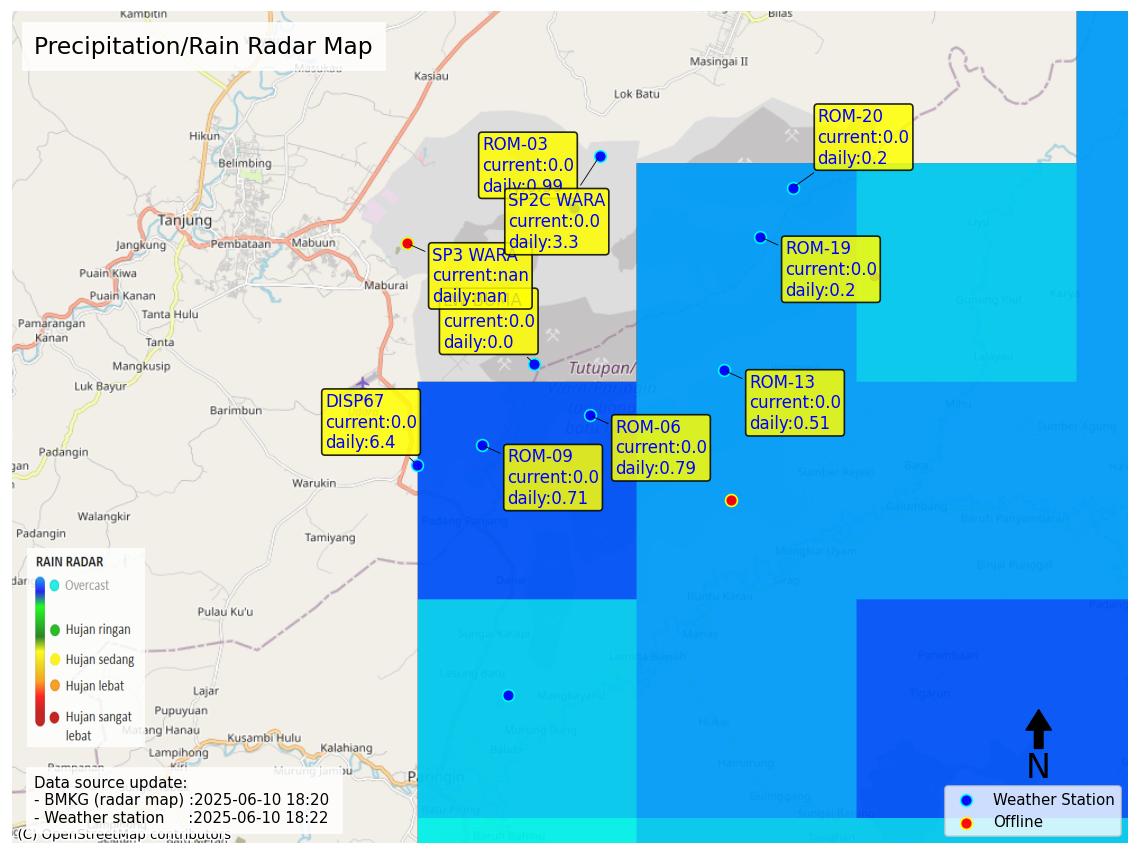 Kambitin
Bilas
Precipitation/Rain Radar Map
Masingai II
Kasiau
Lok Batu
Hikun
Belimbing
ROM-20
current:0.0
daily:0.2
ROM-03
current:0.0
daily:0.99
SP2C WARA
current:0.0
daily:3.3
Tanjung
Jangkung
Pembataan
Mabuun
ROM-19
current:0.0
daily:0.2
SP3 WARA
current:nan
daily:nan
Puain Kiwa
Maburai
Puain Kanan
Tanta Hulu
current:0.0
daily:0.0
Pamarangan
Kanan
Tanta
Mangkusip
Tutupan/
Luk Bayur
Barimbun
ROM-13
current:0.0
daily:0.51
DISP67
current:0.0
daily:6.4
ROM-06
current:0.0
daily:0.79
ROM-09
current:0.0
daily:0.71
Padangin
Warukin
Walangkir
Padangin
Tamiyang
RAIN RADAR
Overcast
Hujan ringan
Hujan sedang
Hujan lebat
Hujan sangat
lebat
Pulau Ku'u
Lajar
Pupuyuan
Matang Hanau
Lampihong
Kusambi Hulu
Kalahiang
Kiri
Murung Jambu
Paringin
Data source update:
- BMKG (radar map) :2025-06-10 18:20
- Weather station :2025-06-10 18:22
(C) OpenStreetMap contributors
N
Weather Station
Offline